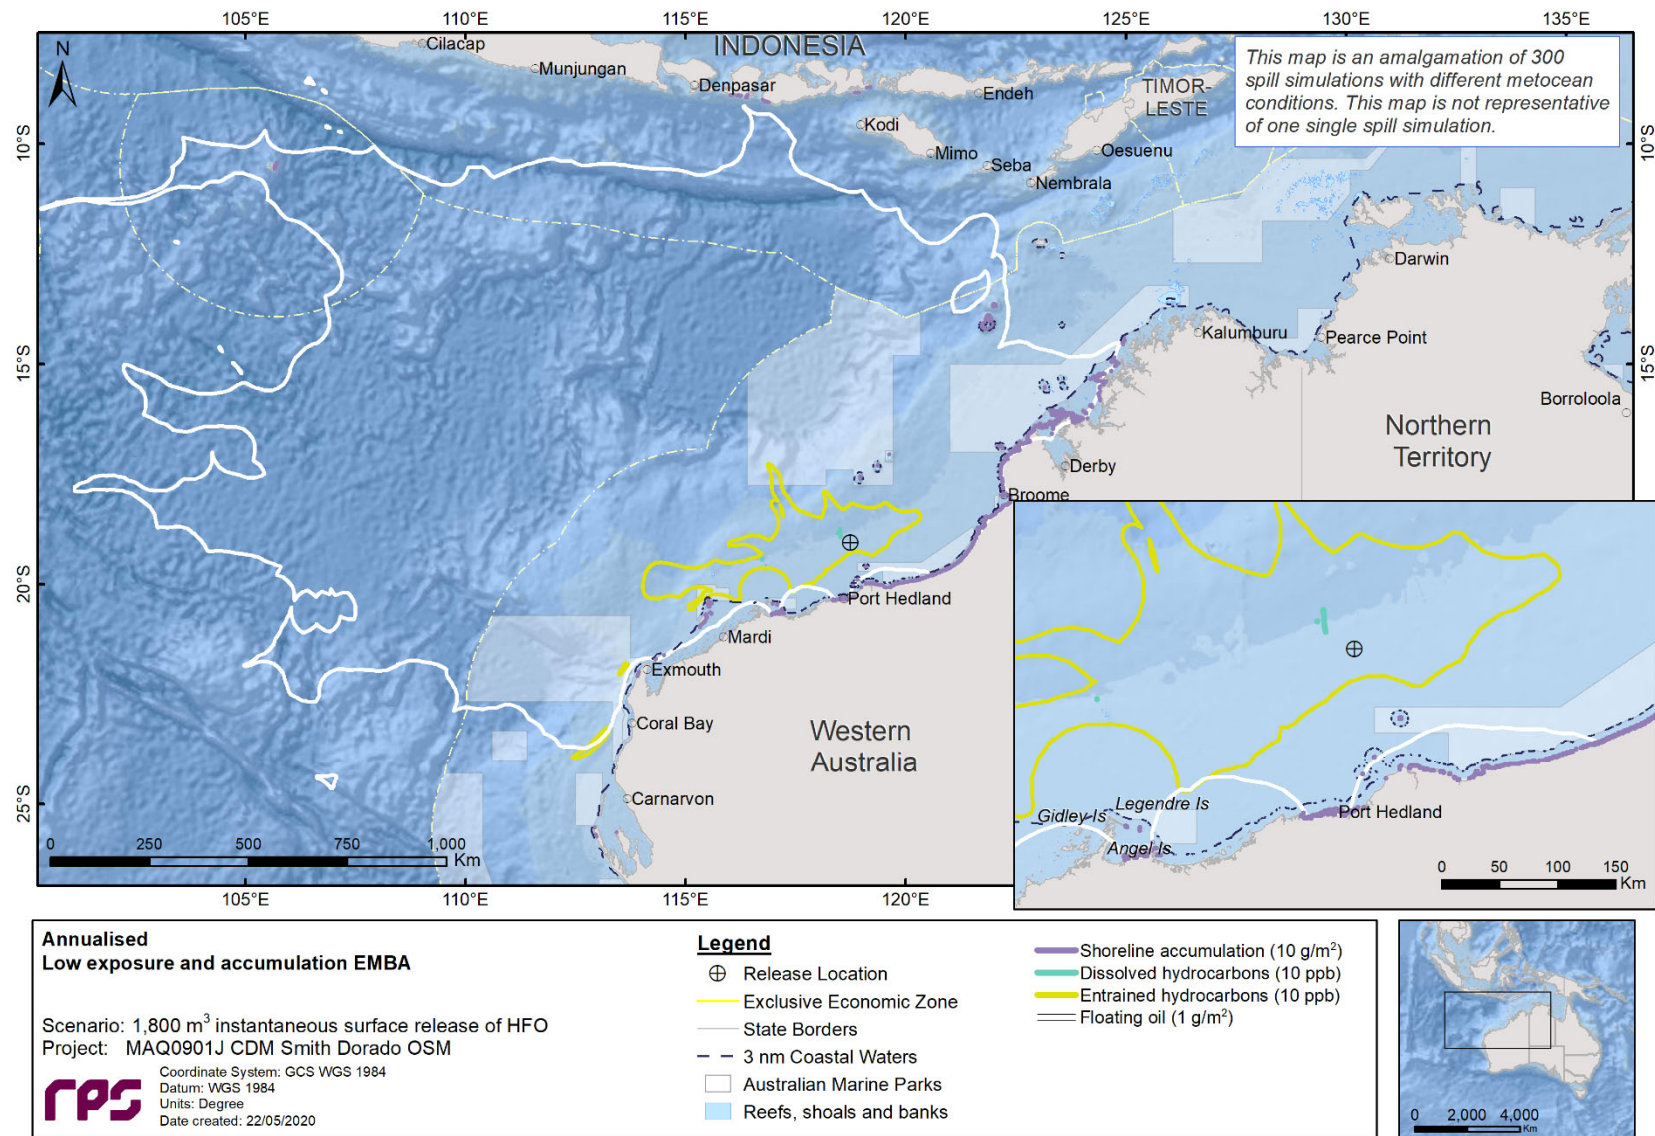 105°E 110°E 115°E 120°E 125°E 130°E 135°E
N
Cilacap
INDONESIA
Munjungan
Denpasar
Endeh
TIMOR-
LESTE
This map is an amalgamation of 300
spill simulations with different metocean
conditions. This map is not representative
of one single spill simulation.
10°S
10°S
Kodi
Mimo
Seba
Oesuenu
Nembrala
Darwin
Kalumburu
Pearce Point
15°S
15°S
Borroloola
Northern
Territory
Derby
Broome
20°S
Port Hedland
Mardi
Exmouth
Coral Bay
Western
Australia
Carnarvon
25°S
0 250 500 750 1,000
Km
105°E 110°E 115°E 120°E
Legendre Is
Gidley Is
Angel Is
Port Hedland
0 50 100 150
Km
Annualised
Low exposure and accumulation EMBA
Scenario: 1,800 m³ instantaneous surface release of HFO
Project: MAQ0901J CDM Smith Dorado OSM
rps
Coordinate System: GCS WGS 1984
Datum: WGS 1984
Units: Degree
Date created: 22/05/2020
Legend
Release Location
Exclusive Economic Zone
State Borders
3 nm Coastal Waters
Australian Marine Parks
Reefs, shoals and banks
Shoreline accumulation (10 g/m²)
Dissolved hydrocarbons (10 ppb)
Entrained hydrocarbons (10 ppb)
Floating oil (1 g/m²)
0 2,000 4,000
Km